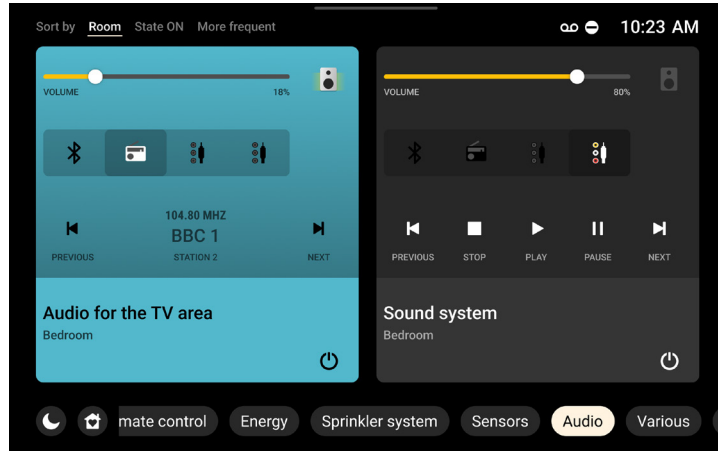 Sort by Room State ON More frequent
10:23 AM
VOLUME 18%
104.80 MHZ
BBC 1
PREVIOUS STATION 2 NEXT
Audio for the TV area
Bedroom
VOLUME 80%
PREVIOUS STOP PLAY PAUSE NEXT
Sound system
Bedroom
mate control Energy Sprinkler system Sensors Audio Various